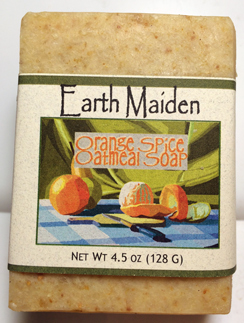 Earth Maiden
Orange Spice
Oatmeal Soap
Net Wt 4.5 oz (128 G)